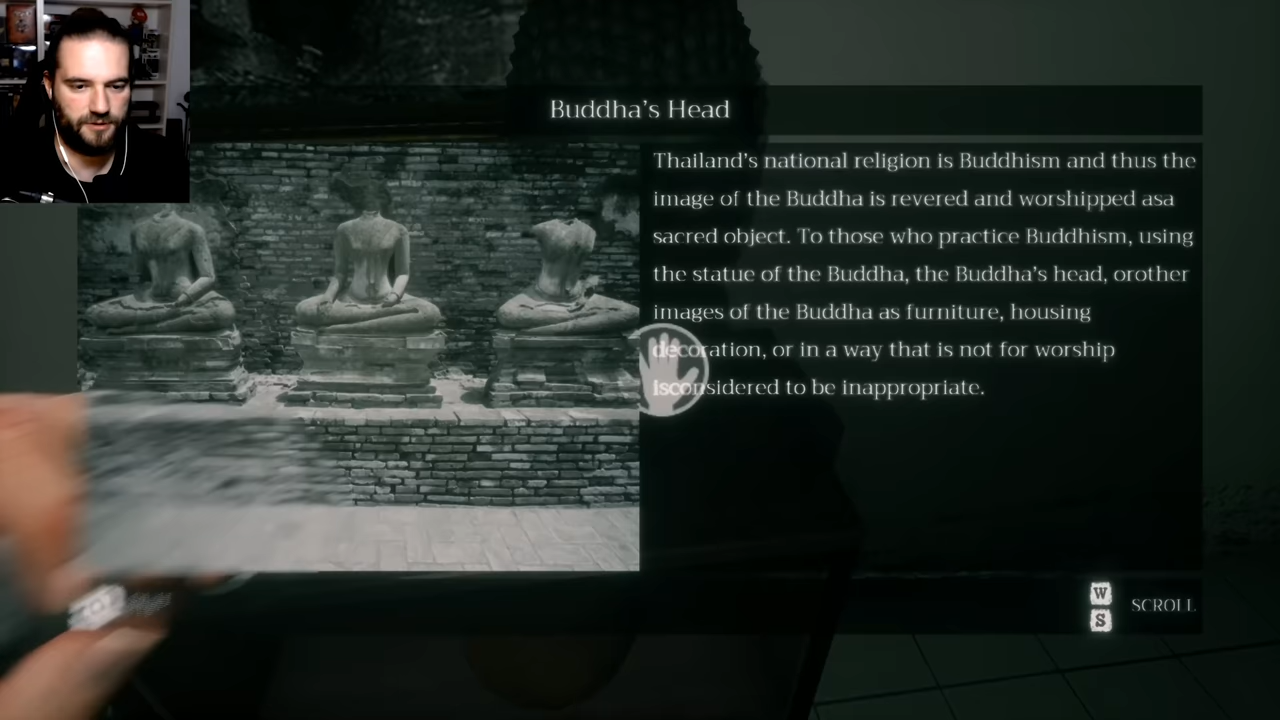 Buddha's Head
Thailand's national religion is Buddhism and thus the
image of the Buddha is revered and worshipped asa
sacred object. To those who practice Buddhism, using
the statue of the Buddha, the Buddha's head, orother
images of the Buddha as furniture, housing
decoration, or in a way that is not for worship
isconsidered to be inappropriate.
W
S
SCROLL